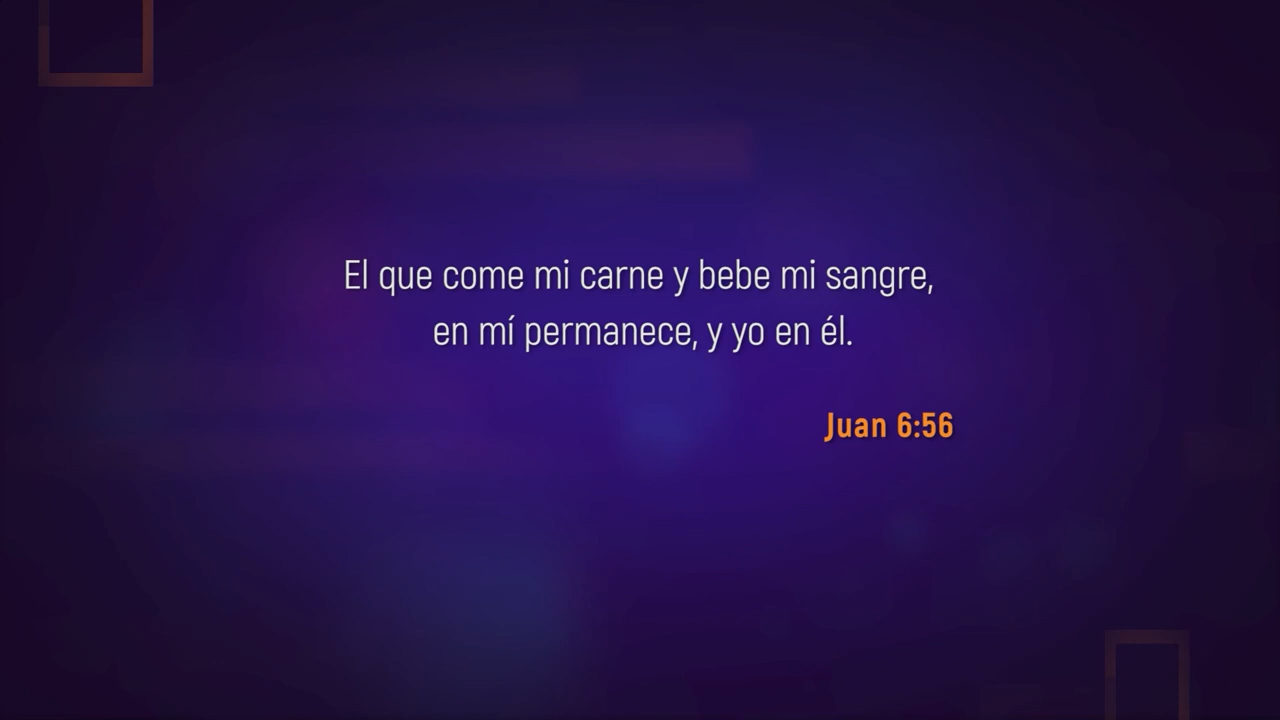 El que come mi carne y bebe mi sangre,
en mí permanece, y yo en él.
Juan 6:56